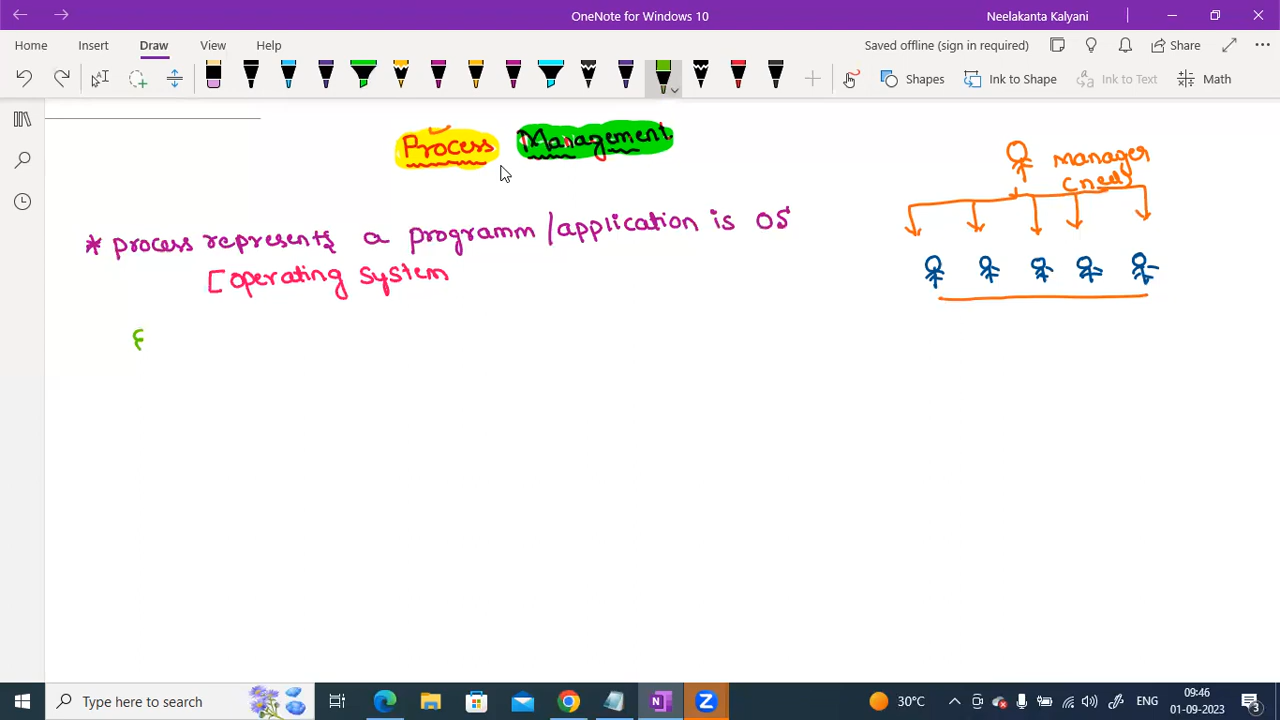 OneNote for Windows 10
Neelakanta Kalyani
Home Insert Draw View Help
Saved offline (sign in required)
Share
Shapes
Ink to Shape
Ink to Text
Math
Process Management
Manager
* process represents a programm / application is OS
[operating system
Type here to search
30°C
ENG
09:46
01-09-2023
3